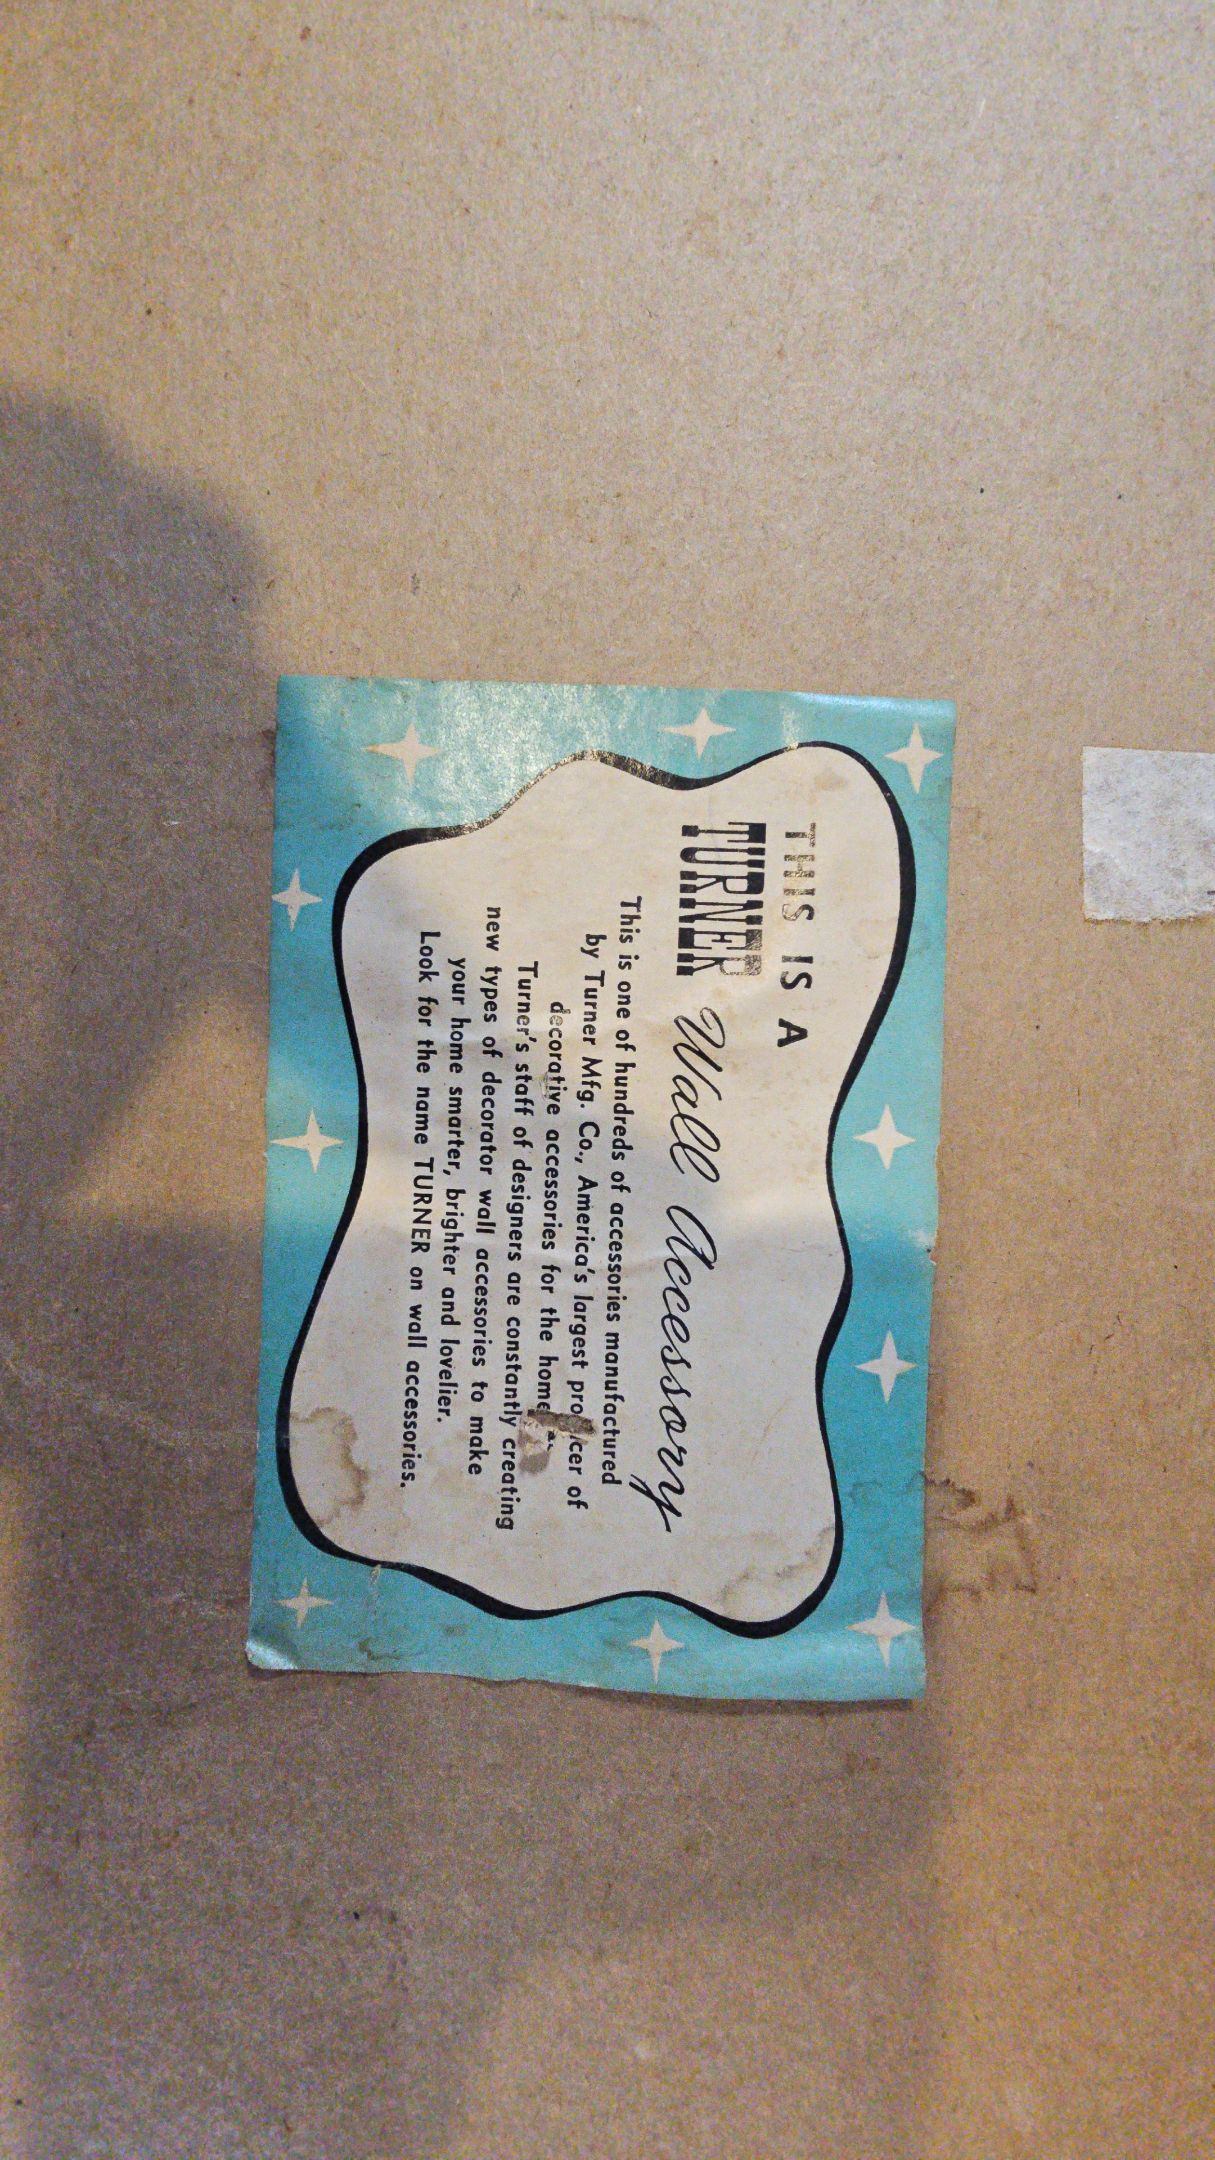 THIS IS A
TURNER Wall Accessory
This is one of hundreds of accessories manufactured
by Turner Mfg. Co., America's largest producer of
decorative accessories for the home
Turner's staff of designers are constantly creating
new types of decorator wall accessories to make
your home smarter, brighter and lovelier.
Look for the name TURNER on wall accessories.